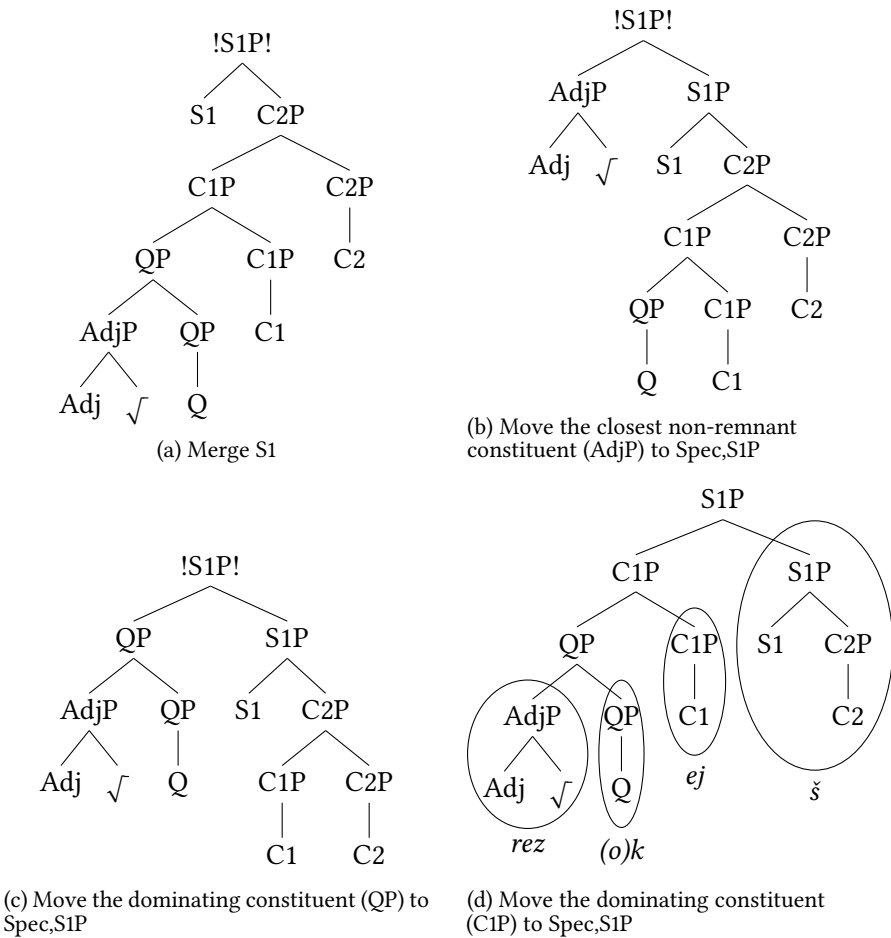 !S1P!
S1 C2P
C1P C2P
QP C1P C2
AdjP QP C1
Adj √ Q
(a) Merge S1
!S1P!
AdjP S1P
Adj √ S1 C2P
C1P C2P
QP C1P C2
Q C1
(b) Move the closest non-remnant
constituent (AdjP) to Spec,S1P
!S1P!
QP S1P
AdjP QP S1 C2P
Adj √ Q C1P C2P
C1 C2
(c) Move the dominating constituent (QP) to
Spec,S1P
S1P
C1P S1P
QP C1P S1 C2P
AdjP QP C1 C2
Adj √ Q ej š
rez (o)k
(d) Move the dominating constituent
(C1P) to Spec,S1P